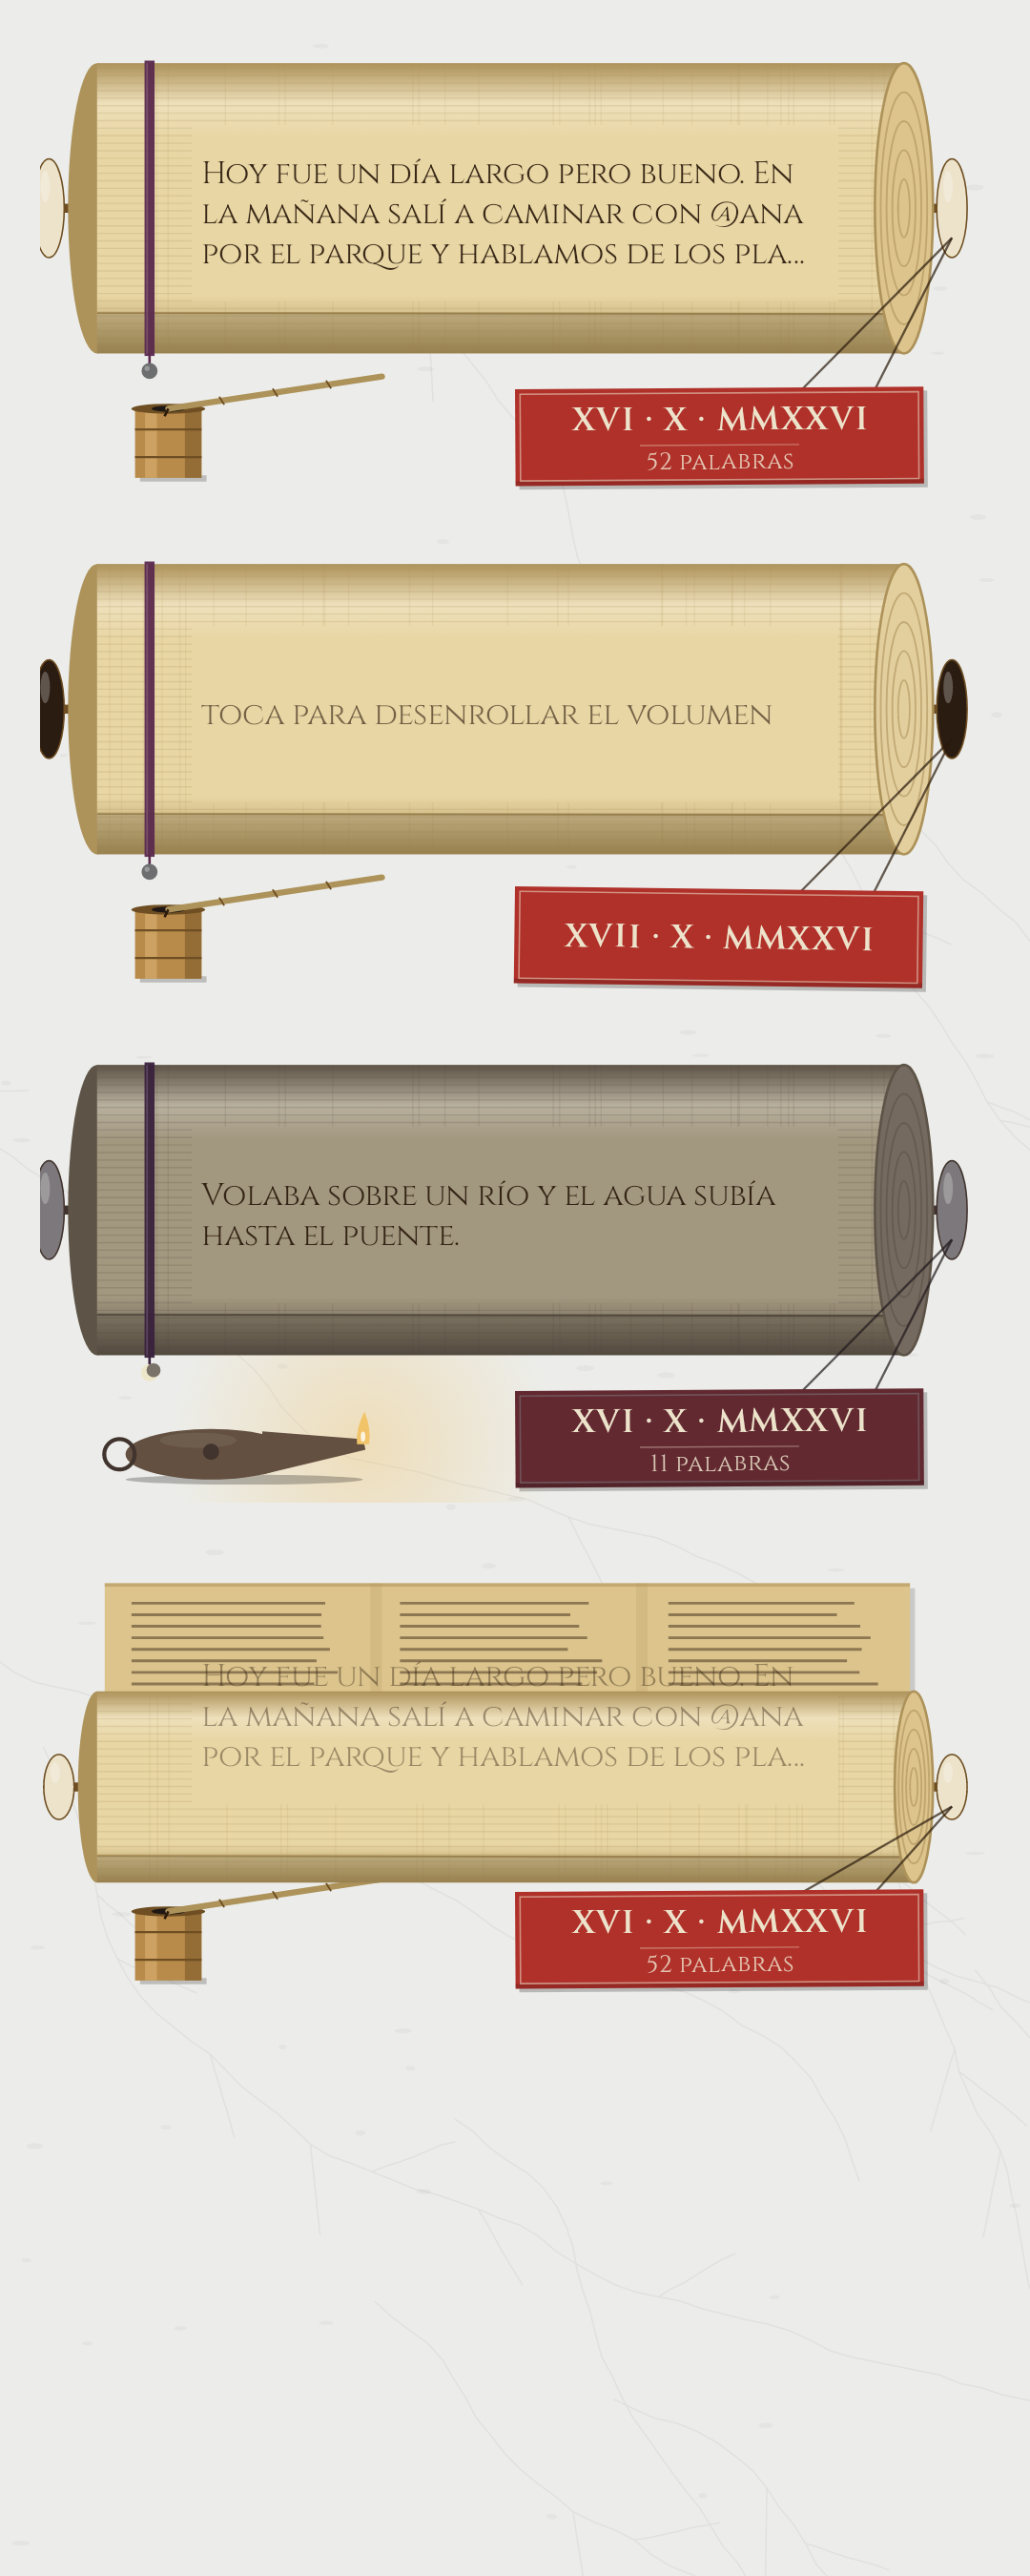 Hoy fue un día largo pero bueno. En
la mañana salí a caminar con @Ana
por el parque y hablamos de los pla...
XVI · X · MMXXVI
52 palabras
toca para desenrollar el volumen
XVII · X · MMXXVI
Volaba sobre un río y el agua subía
hasta el puente.
XVI · X · MMXXVI
11 palabras
Hoy fue un día largo pero bueno. En
la mañana salí a caminar con @Ana
por el parque y hablamos de los pla...
XVI · X · MMXXVI
52 palabras